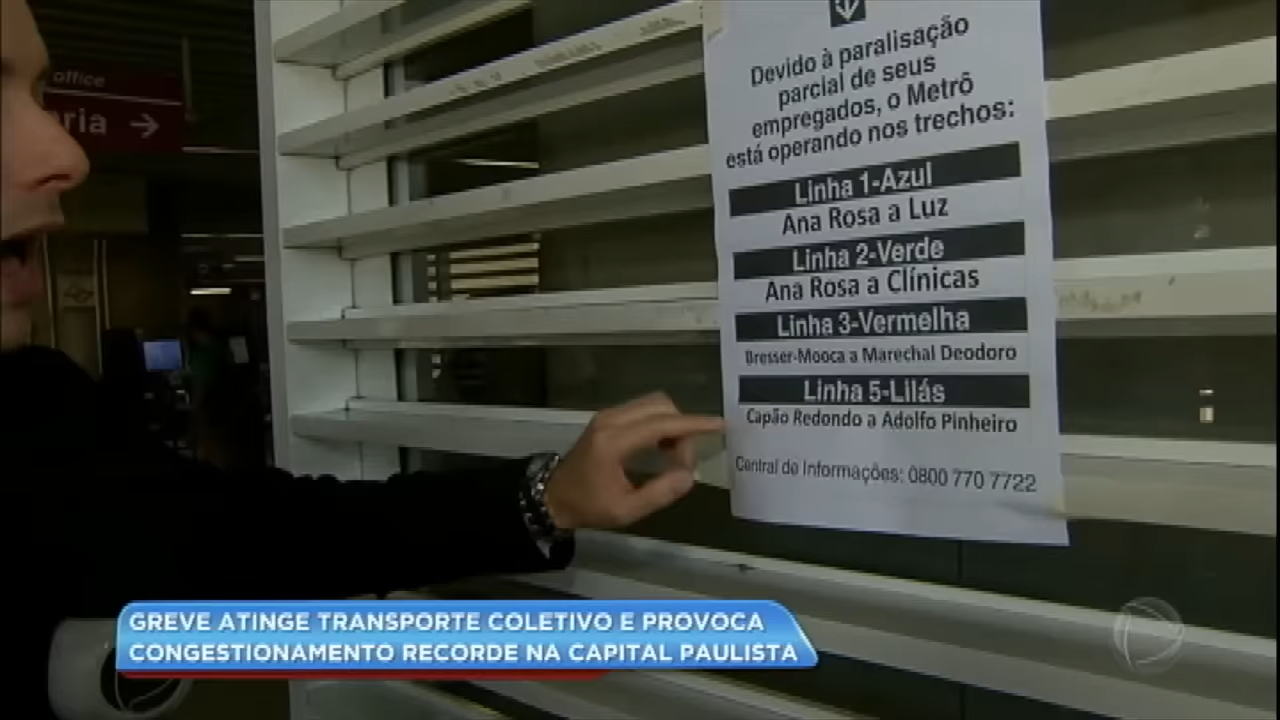 office
aria
Devido à paralisação
parcial de seus
empregados, o Metrô
está operando nos trechos:
Linha 1-Azul
Ana Rosa a Luz
Linha 2-Verde
Ana Rosa a Clínicas
Linha 3-Vermelha
Bresser-Mooca a Marechal Deodoro
Linha 5-Lilás
Capão Redondo a Adolfo Pinheiro
Central de Informações: 0800 770 7722
GREVE ATINGE TRANSPORTE COLETIVO E PROVOCA
CONGESTIONAMENTO RECORDE NA CAPITAL PAULISTA